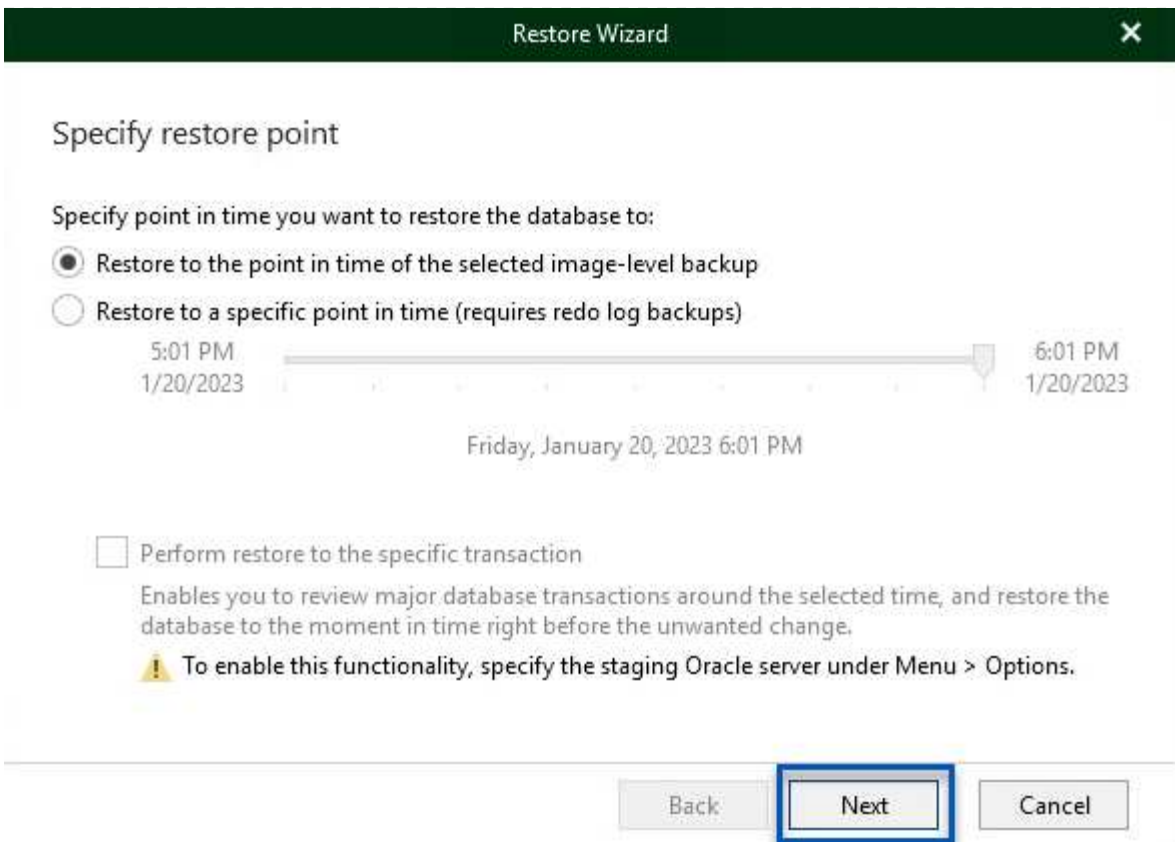 Restore Wizard
Specify restore point
Specify point in time you want to restore the database to:
Restore to the point in time of the selected image-level backup
Restore to a specific point in time (requires redo log backups)
5:01 PM
1/20/2023
6:01 PM
1/20/2023
Friday, January 20, 2023 6:01 PM
Perform restore to the specific transaction
Enables you to review major database transactions around the selected time, and restore the
database to the moment in time right before the unwanted change.
To enable this functionality, specify the staging Oracle server under Menu > Options.
Back
Next
Cancel